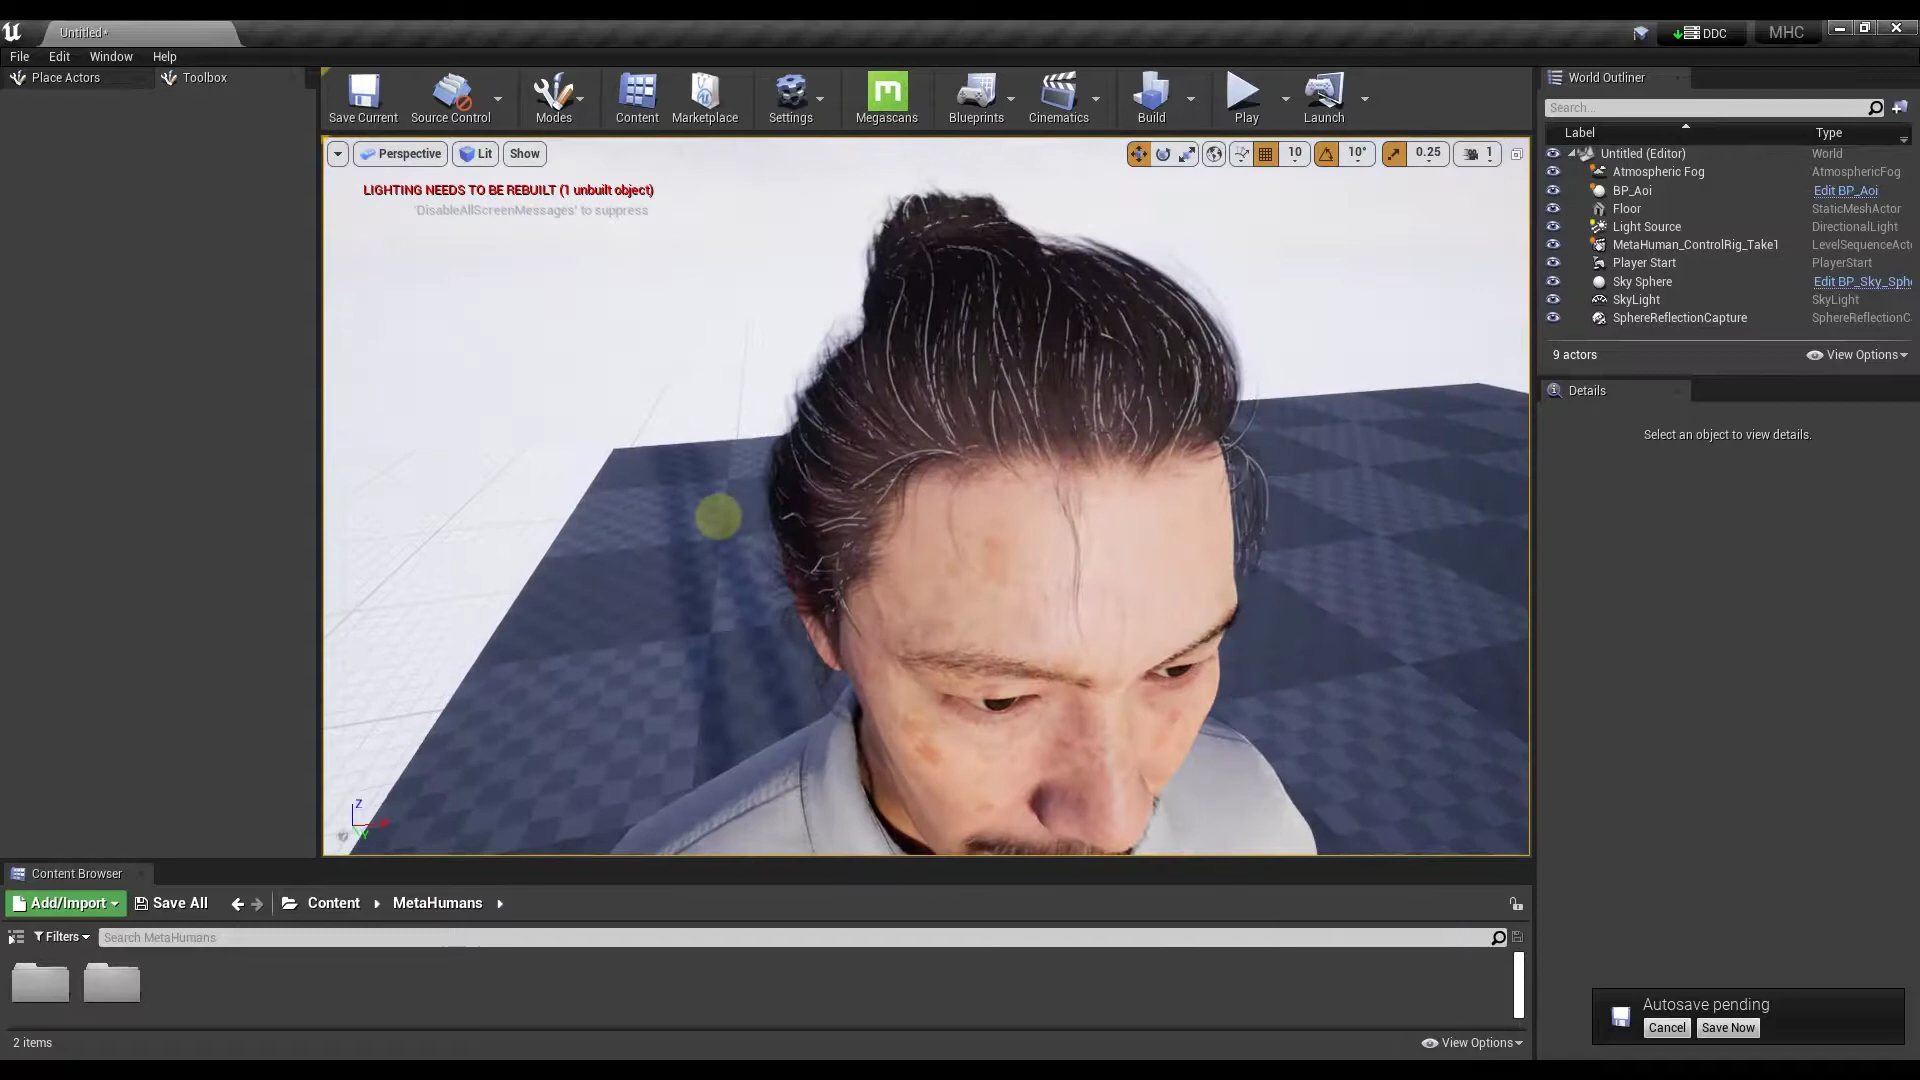 Untitled*
DDC
MHC
File Edit Window Help
Place Actors
Toolbox
Save Current
Source Control
Modes
Content
Marketplace
Settings
Megascans
Blueprints
Cinematics
Build
Play
Launch
Perspective
Lit
Show
10
10°
0.25
1
LIGHTING NEEDS TO BE REBUILT (1 unbuilt object)
'DisableAllScreenMessages' to suppress
Z
X
Y
World Outliner
Search...
Label Type
Untitled (Editor) World
Atmospheric Fog AtmosphericFog
BP_Aoi Edit BP_Aoi
Floor StaticMeshActor
Light Source DirectionalLight
MetaHuman_ControlRig_Take1 LevelSequenceActo
Player Start PlayerStart
Sky Sphere Edit BP_Sky_Sphe
SkyLight SkyLight
SphereReflectionCapture SphereReflectionC
9 actors
View Options
Details
Select an object to view details.
Content Browser
Add/Import
Save All
Content
MetaHumans
Filters
Search MetaHumans
2 items
View Options
Autosave pending
Cancel
Save Now